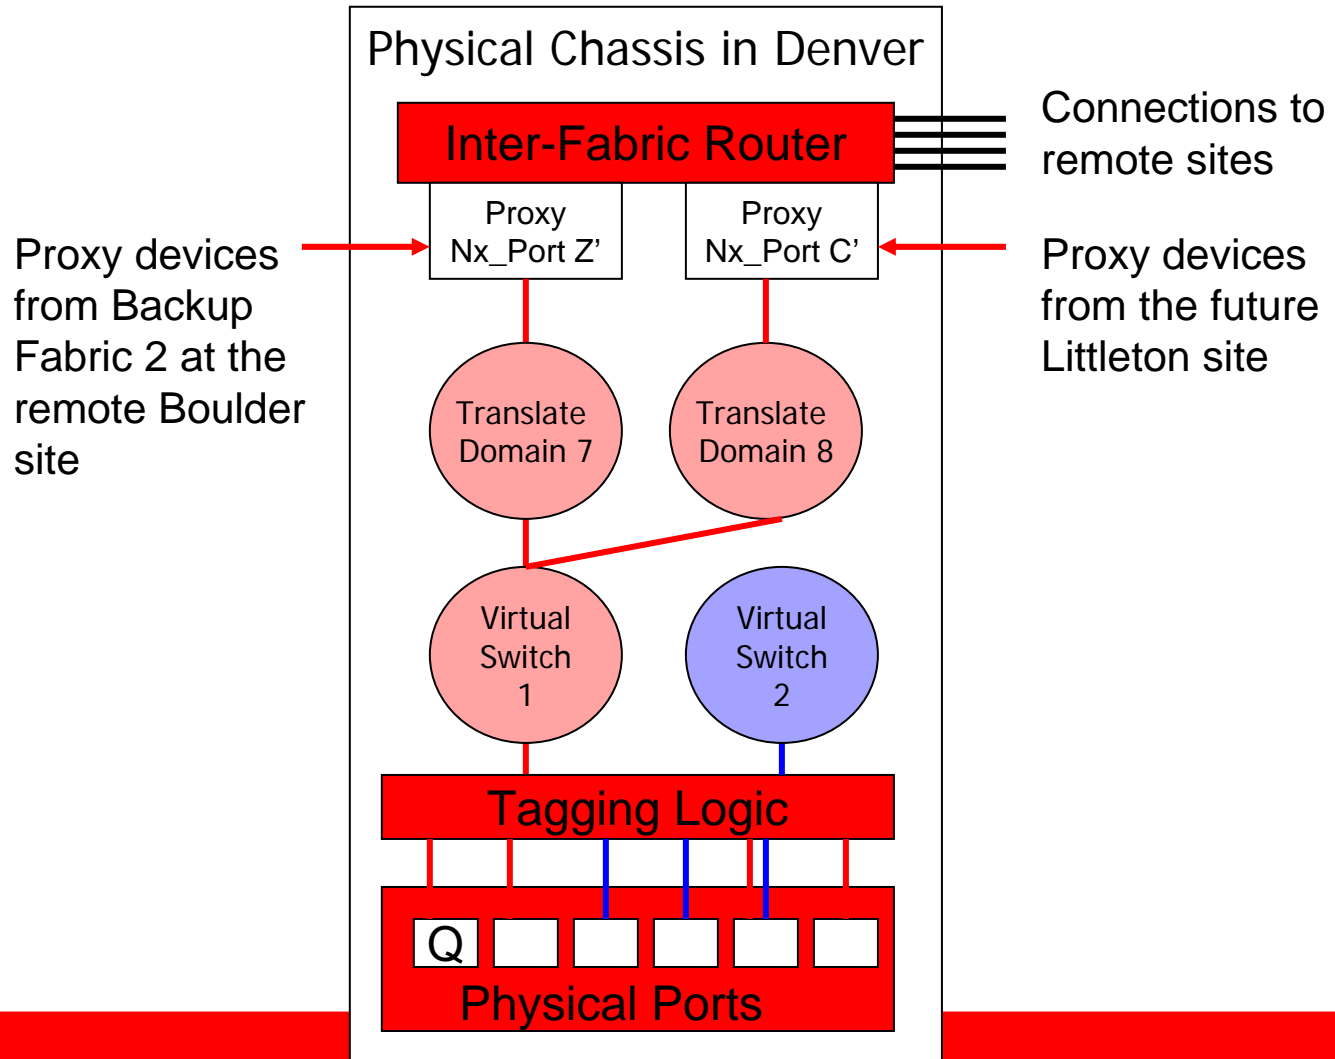 Physical Chassis in Denver
Inter-Fabric Router
Connections to
remote sites
Proxy
Nx_Port Z’
Proxy
Nx_Port C’
Proxy devices
from Backup
Fabric 2 at the
remote Boulder
site
Proxy devices
from the future
Littleton site
Translate
Domain 7
Translate
Domain 8
Virtual
Switch
1
Virtual
Switch
2
Tagging Logic
Q
Physical Ports